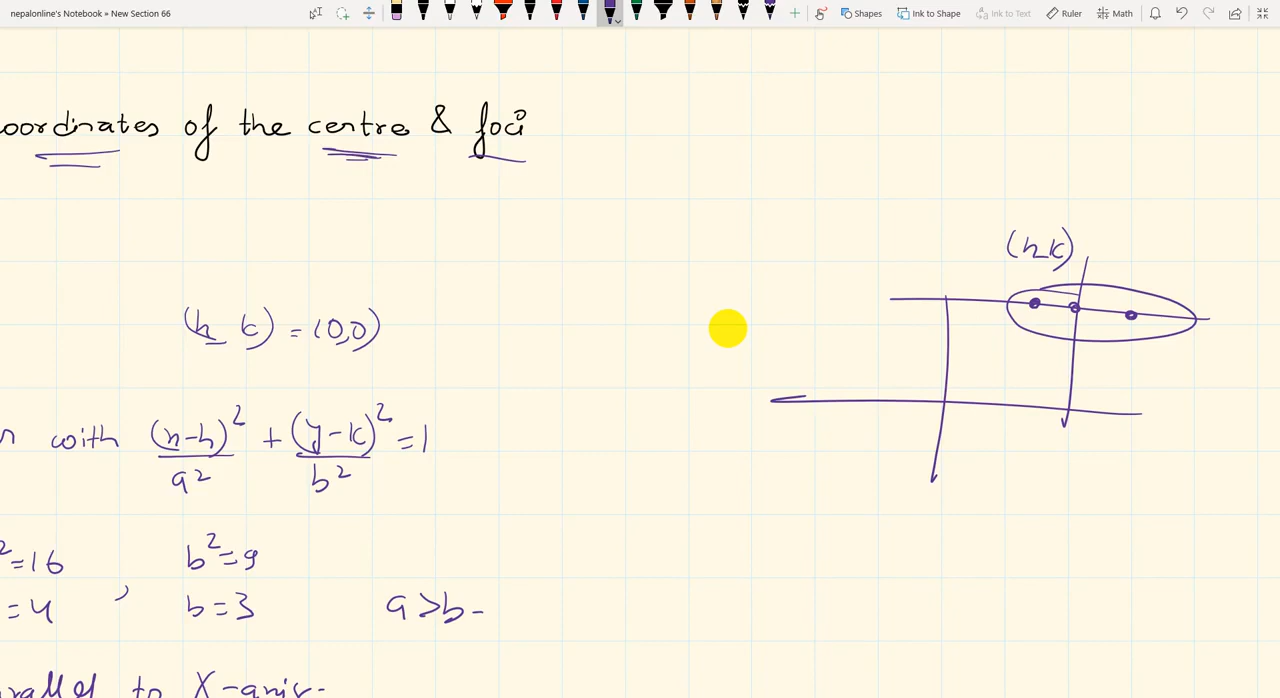 nepalonline's Notebook » New Section 66
Shapes Ink to Shape Ink to Text Ruler Math
oordinates of the centre & foci
(h k)
(h k) = (0,0)
n with (x-h)²/a² + (y-k)²/b² = 1
²=16 , b²=9
=4 b=3 a>b-
rallel to X-axis-